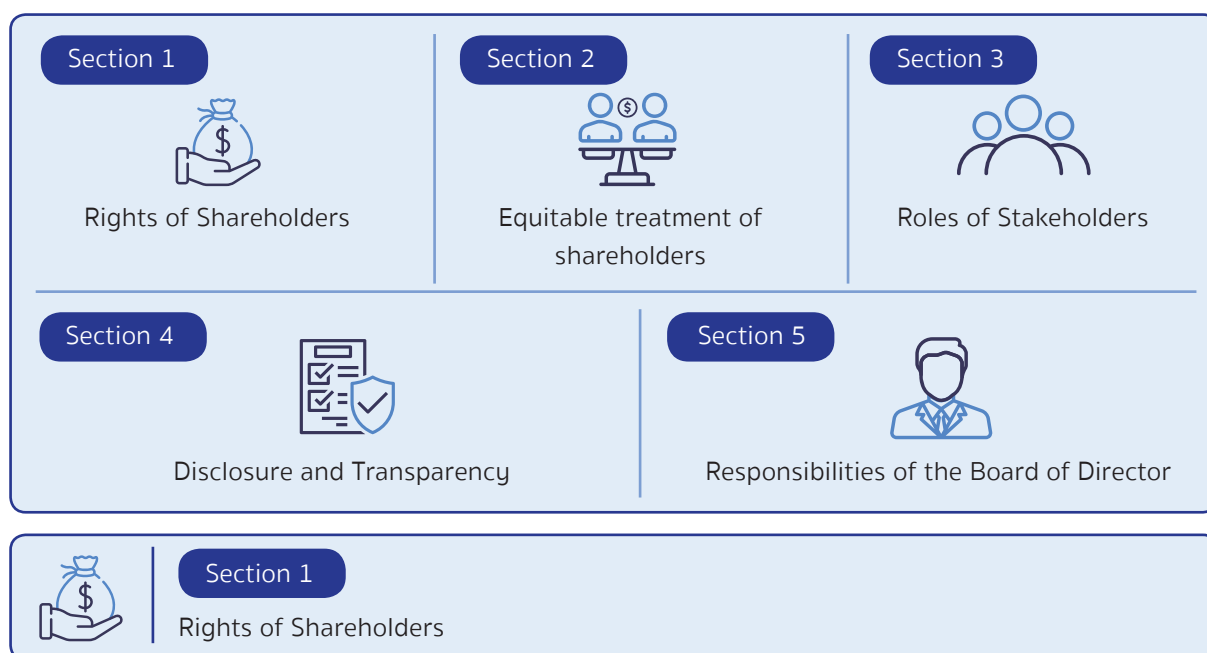 Section 1
Section 2
Section 3
$
$
Rights of Shareholders
Equitable treatment of
shareholders
Roles of Stakeholders
Section 4
Section 5
Disclosure and Transparency
Responsibilities of the Board of Director
$
Section 1
Rights of Shareholders